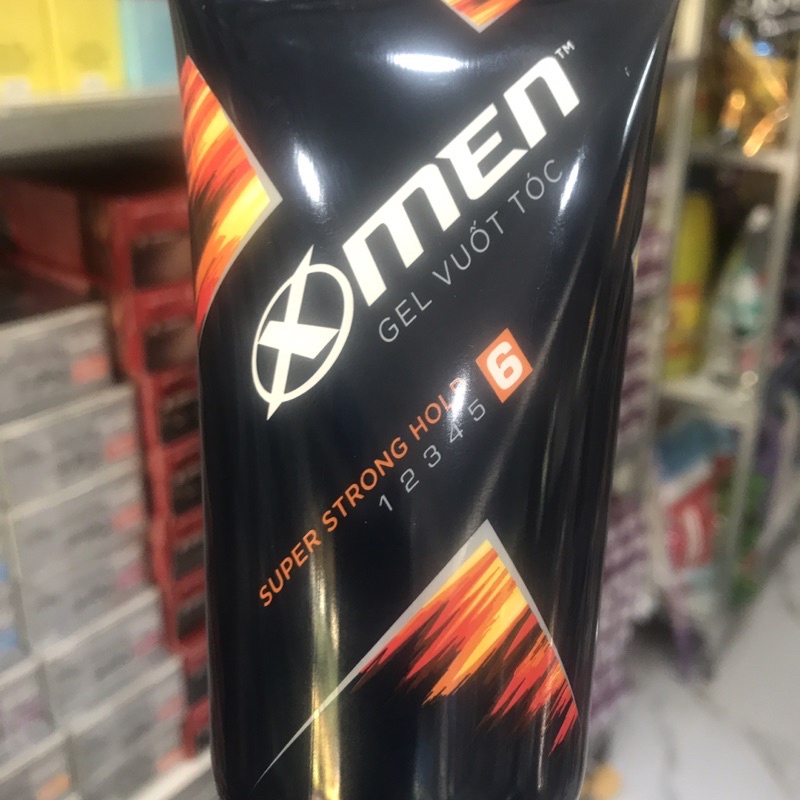 XMEN™
GEL VUỐT TÓC
SUPER STRONG HOLD 6
1 2 3 4 5